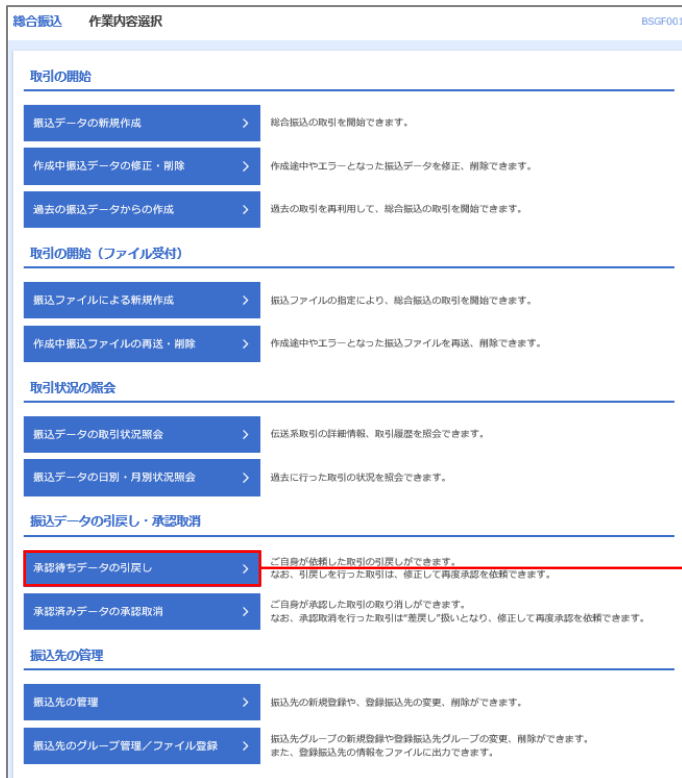 総合振込 作業内容選択 BSGF001
取引の開始
振込データの新規作成 総合振込の取引を開始できます。
作成中振込データの修正・削除 作成途中やエラーとなった振込データを修正、削除できます。
過去の振込データからの作成 過去の取引を再利用して、総合振込の取引を開始できます。
取引の開始（ファイル受付）
振込ファイルによる新規作成 振込ファイルの指定により、総合振込の取引を開始できます。
作成中振込ファイルの再送・削除 作成途中やエラーとなった振込ファイルを再送、削除できます。
取引状況の照会
振込データの取引状況照会 伝送系取引の詳細情報、取引履歴を照会できます。
振込データの日別・月別状況照会 過去に行った取引の状況を照会できます。
振込データの引戻し・承認取消
承認待ちデータの引戻し ご自身が依頼した取引の引戻しができます。
なお、引戻しを行った取引は、修正して再度承認を依頼できます。
承認済みデータの承認取消 ご自身が承認した取引の取り消しができます。
なお、承認取消を行った取引は“差戻し”扱いとなり、修正して再度承認を依頼できます。
振込先の管理
振込先の管理 振込先の新規登録や、登録振込先の変更、削除ができます。
振込先のグループ管理／ファイル登録 振込先グループの新規登録や登録振込先グループの変更、削除ができます。
また、登録振込先の情報をファイルに出力できます。